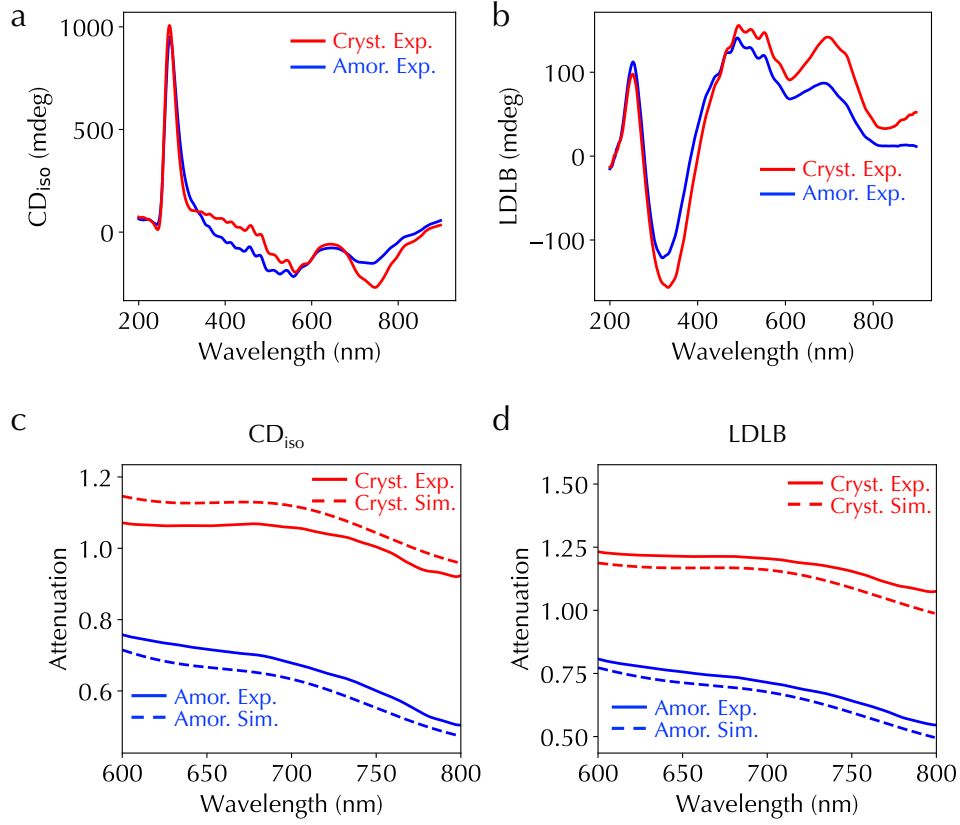 a
1000
500
0
CDiso (mdeg)
Cryst. Exp.
Amor. Exp.
200
400
600
800
Wavelength (nm)
b
100
0
−100
LDLB (mdeg)
Cryst. Exp.
Amor. Exp.
200
400
600
800
Wavelength (nm)
c
CDiso
1.2
1.0
0.8
0.6
Attenuation
Cryst. Exp.
Cryst. Sim.
Amor. Exp.
Amor. Sim.
600
650
700
750
800
Wavelength (nm)
d
LDLB
1.50
1.25
1.00
0.75
0.50
Attenuation
Cryst. Exp.
Cryst. Sim.
Amor. Exp.
Amor. Sim.
600
650
700
750
800
Wavelength (nm)